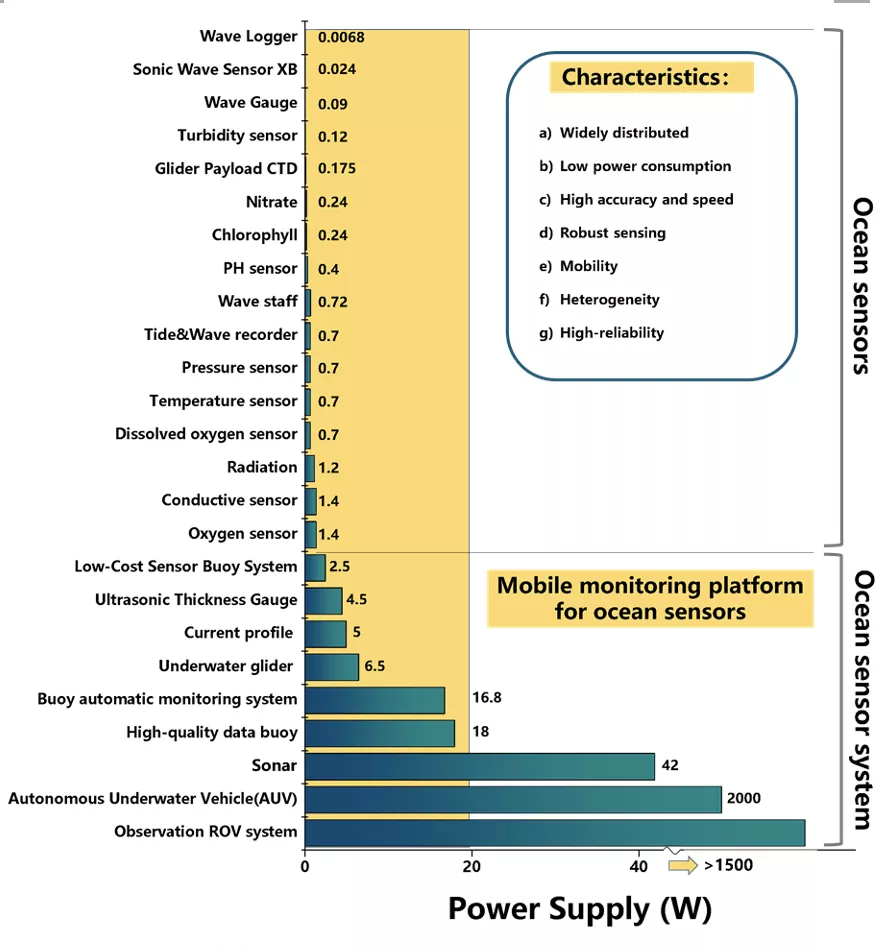 Wave Logger 0.0068
Sonic Wave Sensor XB 0.024
Wave Gauge 0.09
Turbidity sensor 0.12
Glider Payload CTD 0.175
Nitrate 0.24
Chlorophyll 0.24
PH sensor 0.4
Wave staff 0.72
Tide&Wave recorder 0.7
Pressure sensor 0.7
Temperature sensor 0.7
Dissolved oxygen sensor 0.7
Radiation 1.2
Conductive sensor 1.4
Oxygen sensor 1.4
Low-Cost Sensor Buoy System 2.5
Ultrasonic Thickness Gauge 4.5
Current profile 5
Underwater glider 6.5
Buoy automatic monitoring system 16.8
High-quality data buoy 18
Sonar 42
Autonomous Underwater Vehicle(AUV) 2000
Observation ROV system
0 20 40 >1500
Power Supply (W)
Characteristics:
a) Widely distributed
b) Low power consumption
c) High accuracy and speed
d) Robust sensing
e) Mobility
f) Heterogeneity
g) High-reliability
Mobile monitoring platform
for ocean sensors
Ocean sensors
Ocean sensor system